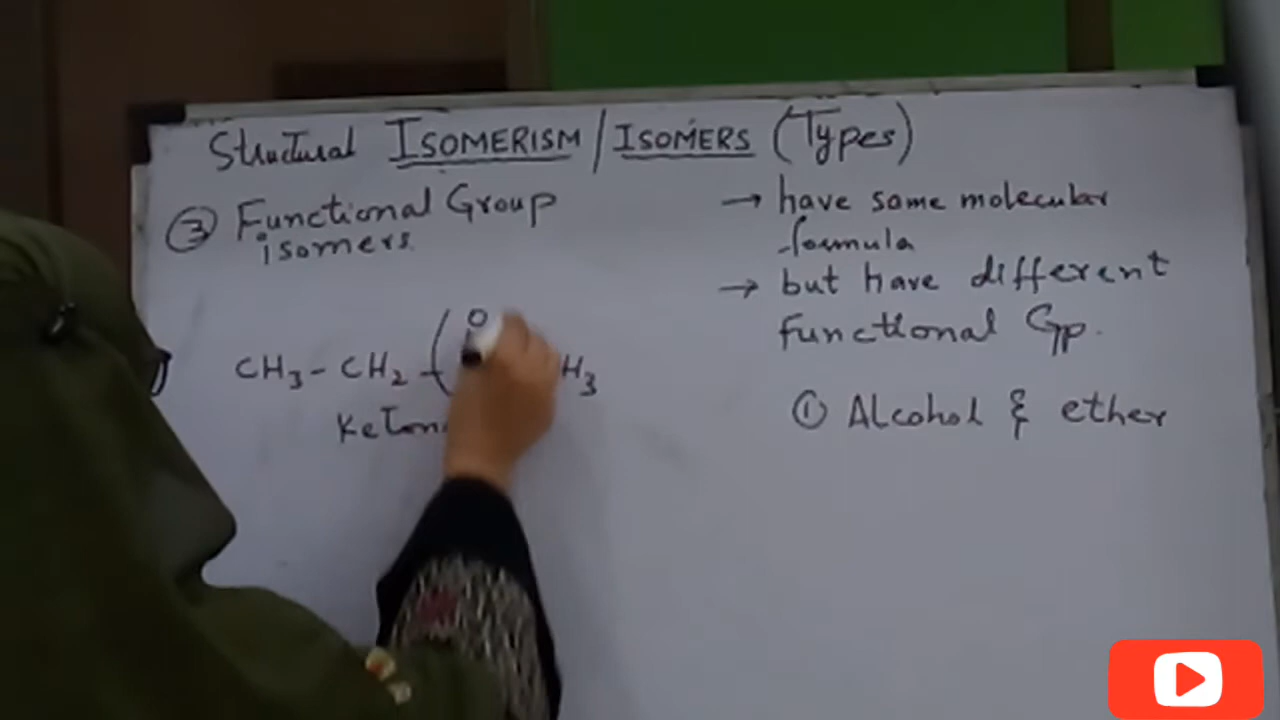 Structural ISOMERISM / ISOMERS (Types)
③ Functional Group
isomers.
→ have same molecular
formula
→ but have different
Functional Gp.
O
CH3 - CH2 - ( H3
Keton
① Alcohol & ether